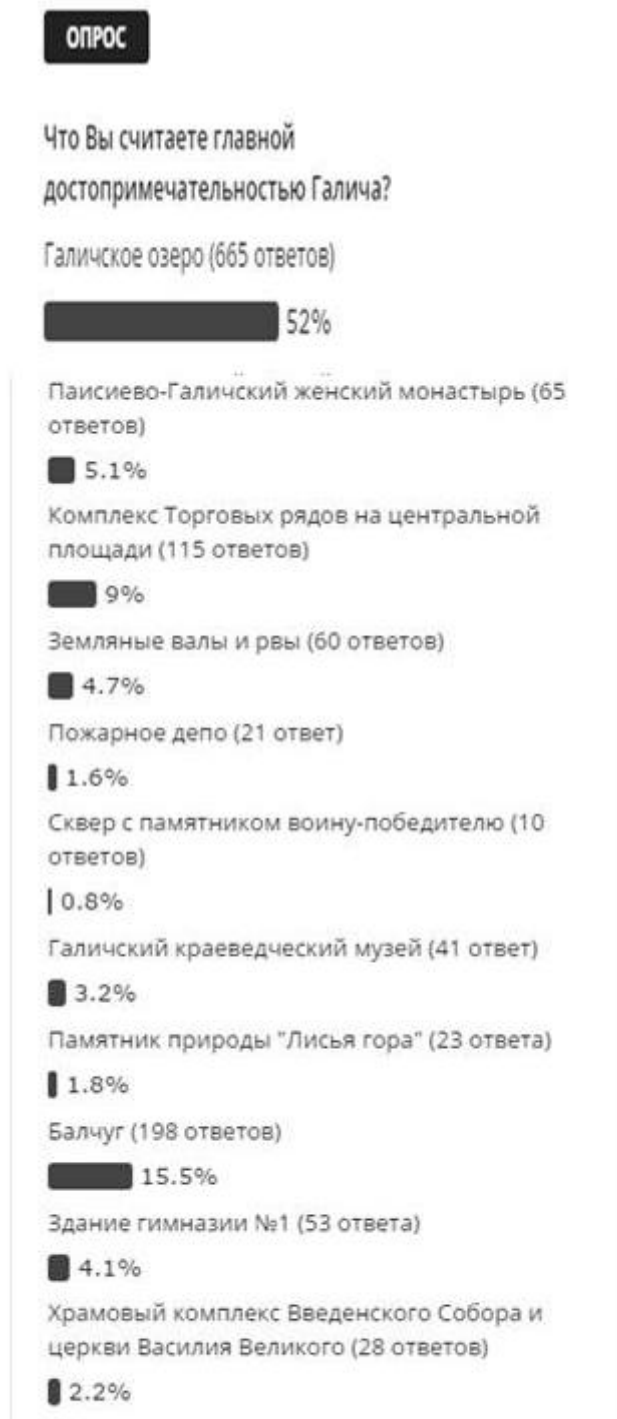 ОПРОС
Что Вы считаете главной
достопримечательностью Галича?
Галичское озеро (665 ответов)
52%
Паисиево-Галичский женский монастырь (65
ответов)
5.1%
Комплекс Торговых рядов на центральной
площади (115 ответов)
9%
Земляные валы и рвы (60 ответов)
4.7%
Пожарное депо (21 ответ)
1.6%
Сквер с памятником воину-победителю (10
ответов)
0.8%
Галичский краеведческий музей (41 ответ)
3.2%
Памятник природы "Лисья гора" (23 ответа)
1.8%
Балчуг (198 ответов)
15.5%
Здание гимназии №1 (53 ответа)
4.1%
Храмовый комплекс Введенского Собора и
церкви Василия Великого (28 ответов)
2.2%